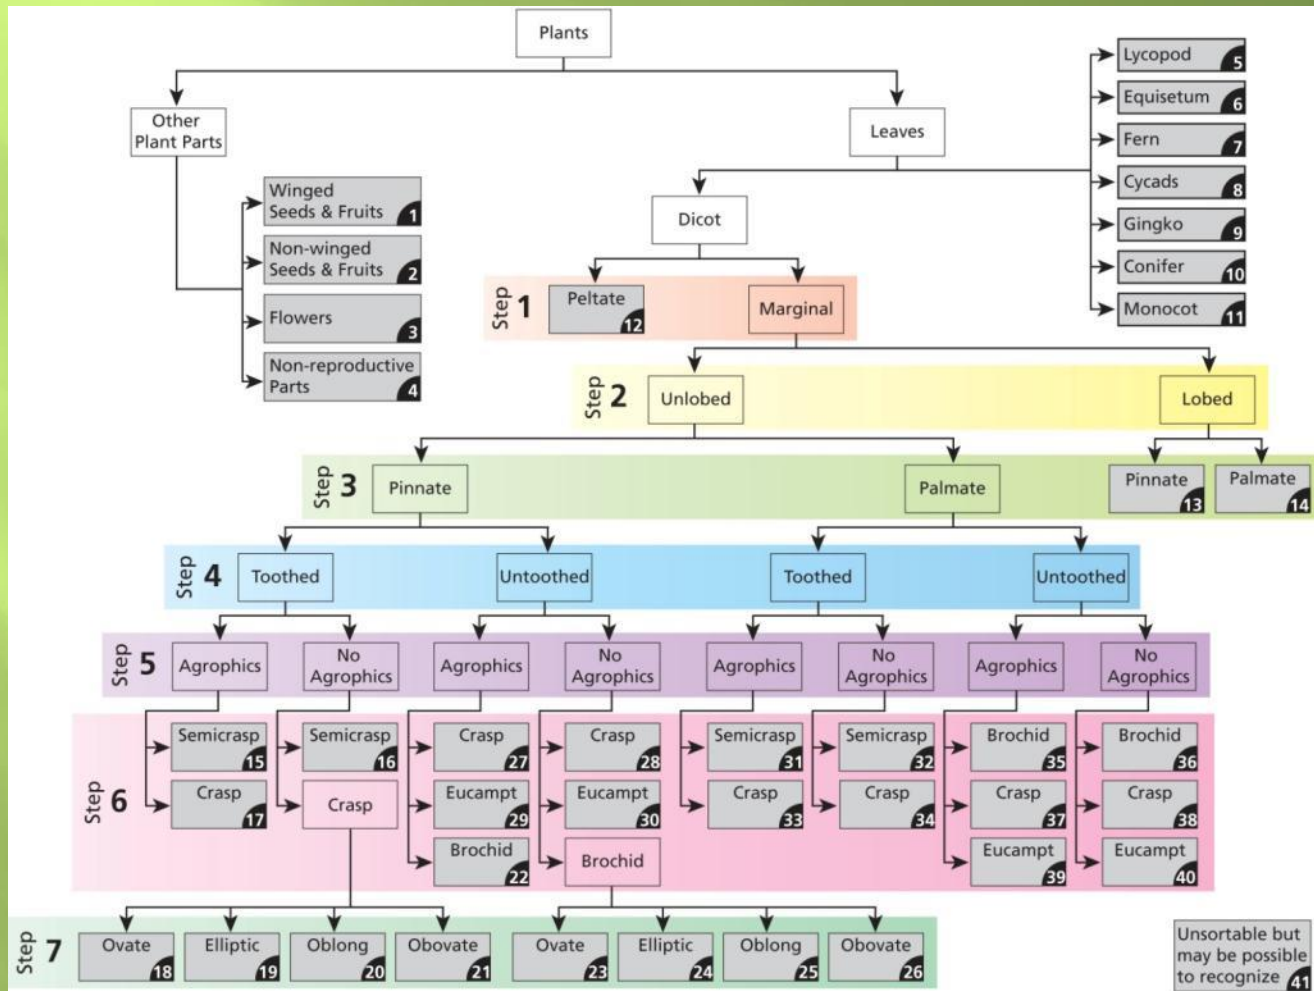 Plants
Other
Plant Parts
Leaves
Winged
Seeds & Fruits 1
Non-winged
Seeds & Fruits 2
Flowers 3
Non-reproductive
Parts 4
Lycopod 5
Equisetum 6
Fern 7
Cycads 8
Gingko 9
Conifer 10
Monocot 11
Dicot
Step 1
Peltate 12
Marginal
Step 2
Unlobed
Lobed
Step 3
Pinnate
Palmate
Pinnate 13
Palmate 14
Step 4
Toothed
Untoothed
Toothed
Untoothed
Step 5
Agrophics
No
Agrophics
Agrophics
No
Agrophics
Agrophics
No
Agrophics
Agrophics
No
Agrophics
Step 6
Semicrasp 15
Semicrasp 16
Crasp 27
Crasp 28
Semicrasp 31
Semicrasp 32
Brochid 35
Brochid 36
Crasp 17
Crasp
Eucampt 29
Eucampt 30
Crasp 33
Crasp 34
Crasp 37
Crasp 38
Brochid 22
Brochid
Eucampt 39
Eucampt 40
Step 7
Ovate 18
Elliptic 19
Oblong 20
Obovate 21
Ovate 23
Elliptic 24
Oblong 25
Obovate 26
Unsortable but
may be possible
to recognize 41